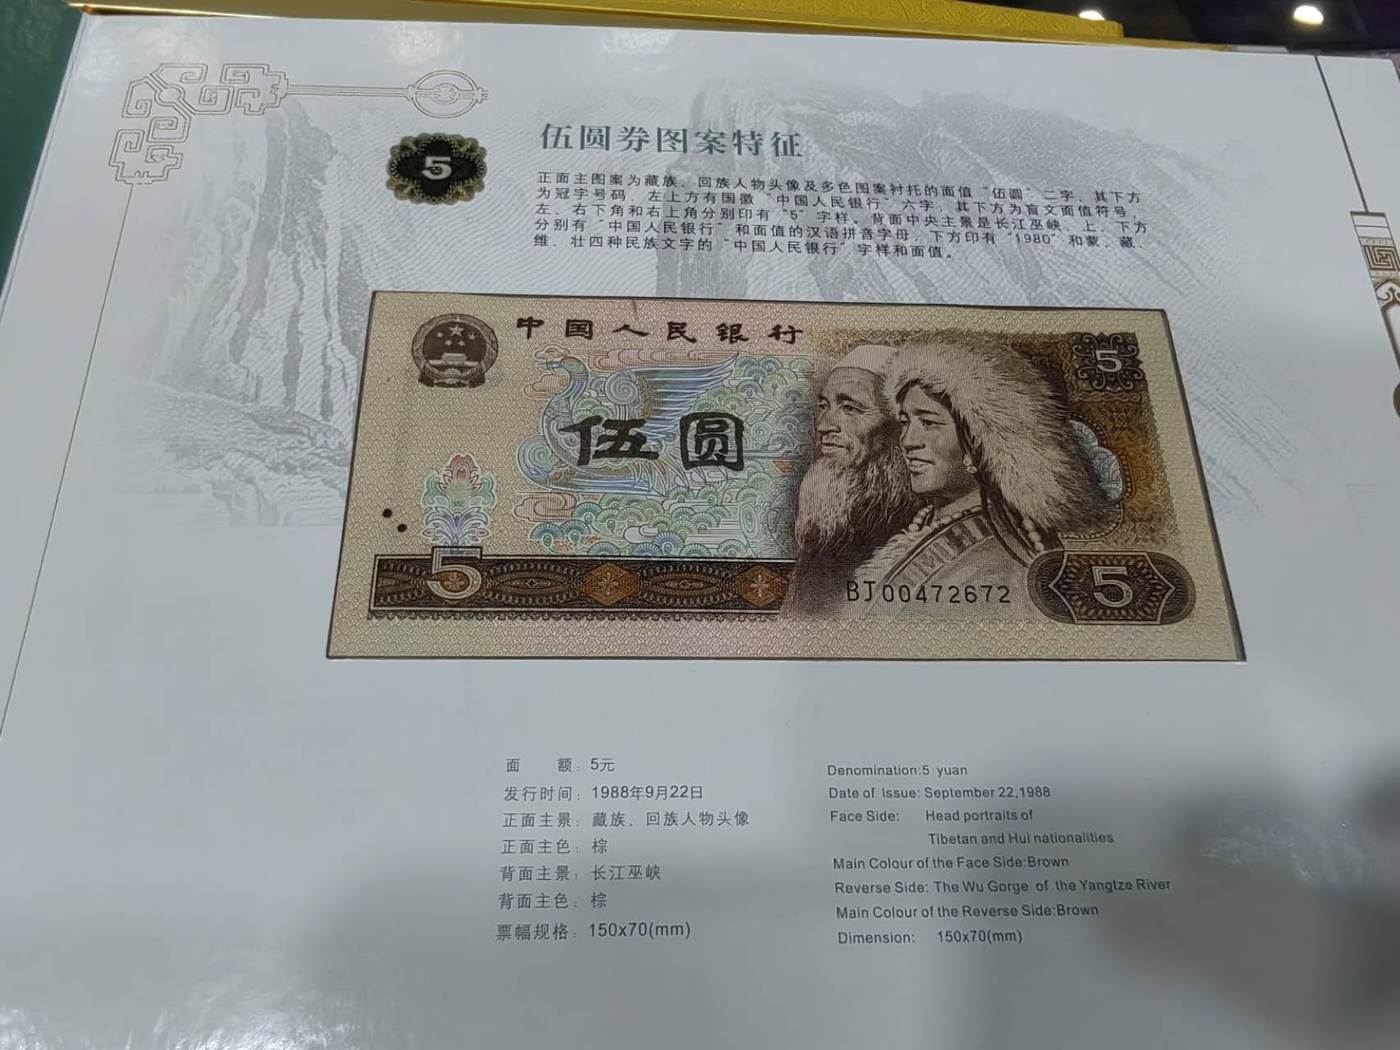 5
伍圆券图案特征
正面主图案为藏族、回族人物头像及多色图案衬托的面值“伍圆”二字，其下方
为冠字号码，左上方有国徽“中国人民银行”六字；其下方为盲文面值符号，
左、右下角和右上角分别印有“5”字样。背面中央主景是长江巫峡，上、下方
分别有“中国人民银行”和面值的汉语拼音字母，下方印有“1980”和蒙、藏、
维、壮四种民族文字的“中国人民银行”字样和面值。
中国人民银行
5
伍圆
5
BJ00472672
5
面 额：5元
发行时间：1988年9月22日
正面主景：藏族、回族人物头像
正面主色：棕
背面主景：长江巫峡
背面主色：棕
票幅规格：150x70(mm)
Denomination:5 yuan
Date of Issue: September 22,1988
Face Side: Head portraits of
Tibetan and Hui nationalities
Main Colour of the Face Side:Brown
Reverse Side: The Wu Gorge of the Yangtze River
Main Colour of the Reverse Side:Brown
Dimension: 150x70(mm)